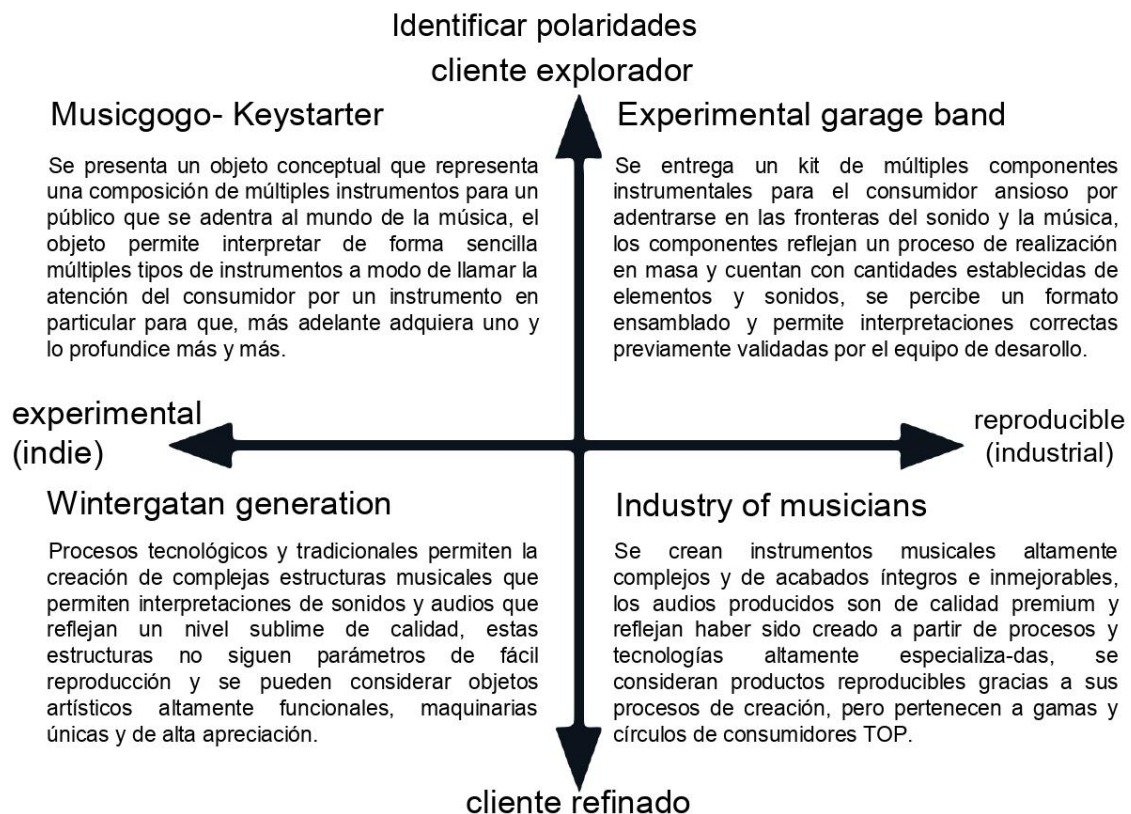 Identificar polaridades
cliente explorador
Musicgogo- Keystarter
Se presenta un objeto conceptual que representa
una composición de múltiples instrumentos para un
público que se adentra al mundo de la música, el
objeto permite interpretar de forma sencilla
múltiples tipos de instrumentos a modo de llamar la
atención del consumidor por un instrumento en
particular para que, más adelante adquiera uno y
lo profundice más y más.
Experimental garage band
Se entrega un kit de múltiples componentes
instrumentales para el consumidor ansioso por
adentrarse en las fronteras del sonido y la música,
los componentes reflejan un proceso de realización
en masa y cuentan con cantidades establecidas de
elementos y sonidos, se percibe un formato
ensamblado y permite interpretaciones correctas
previamente validadas por el equipo de desarollo.
experimental
(indie)
reproducible
(industrial)
Wintergatan generation
Procesos tecnológicos y tradicionales permiten la
creación de complejas estructuras musicales que
permiten interpretaciones de sonidos y audios que
reflejan un nivel sublime de calidad, estas
estructuras no siguen parámetros de fácil
reproducción y se pueden considerar objetos
artísticos altamente funcionales, maquinarias
únicas y de alta apreciación.
Industry of musicians
Se crean instrumentos musicales altamente
complejos y de acabados íntegros e inmejorables,
los audios producidos son de calidad premium y
reflejan haber sido creado a partir de procesos y
tecnologías altamente especializa-das, se
consideran productos reproducibles gracias a sus
procesos de creación, pero pertenecen a gamas y
círculos de consumidores TOP.
cliente refinado